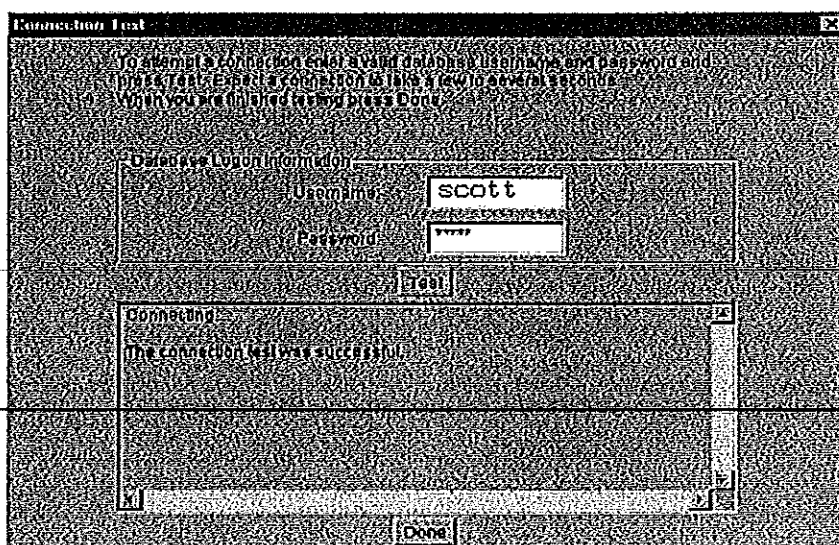 Connection Test
To attempt a connection enter a valid database username and password and
press Test. Expect a connection to take a few to several seconds.
When you are finished testing press Done.
Database Logon Information
Username:
scott
Password:
*****
Test
Connecting
The connection test was successful.
Done